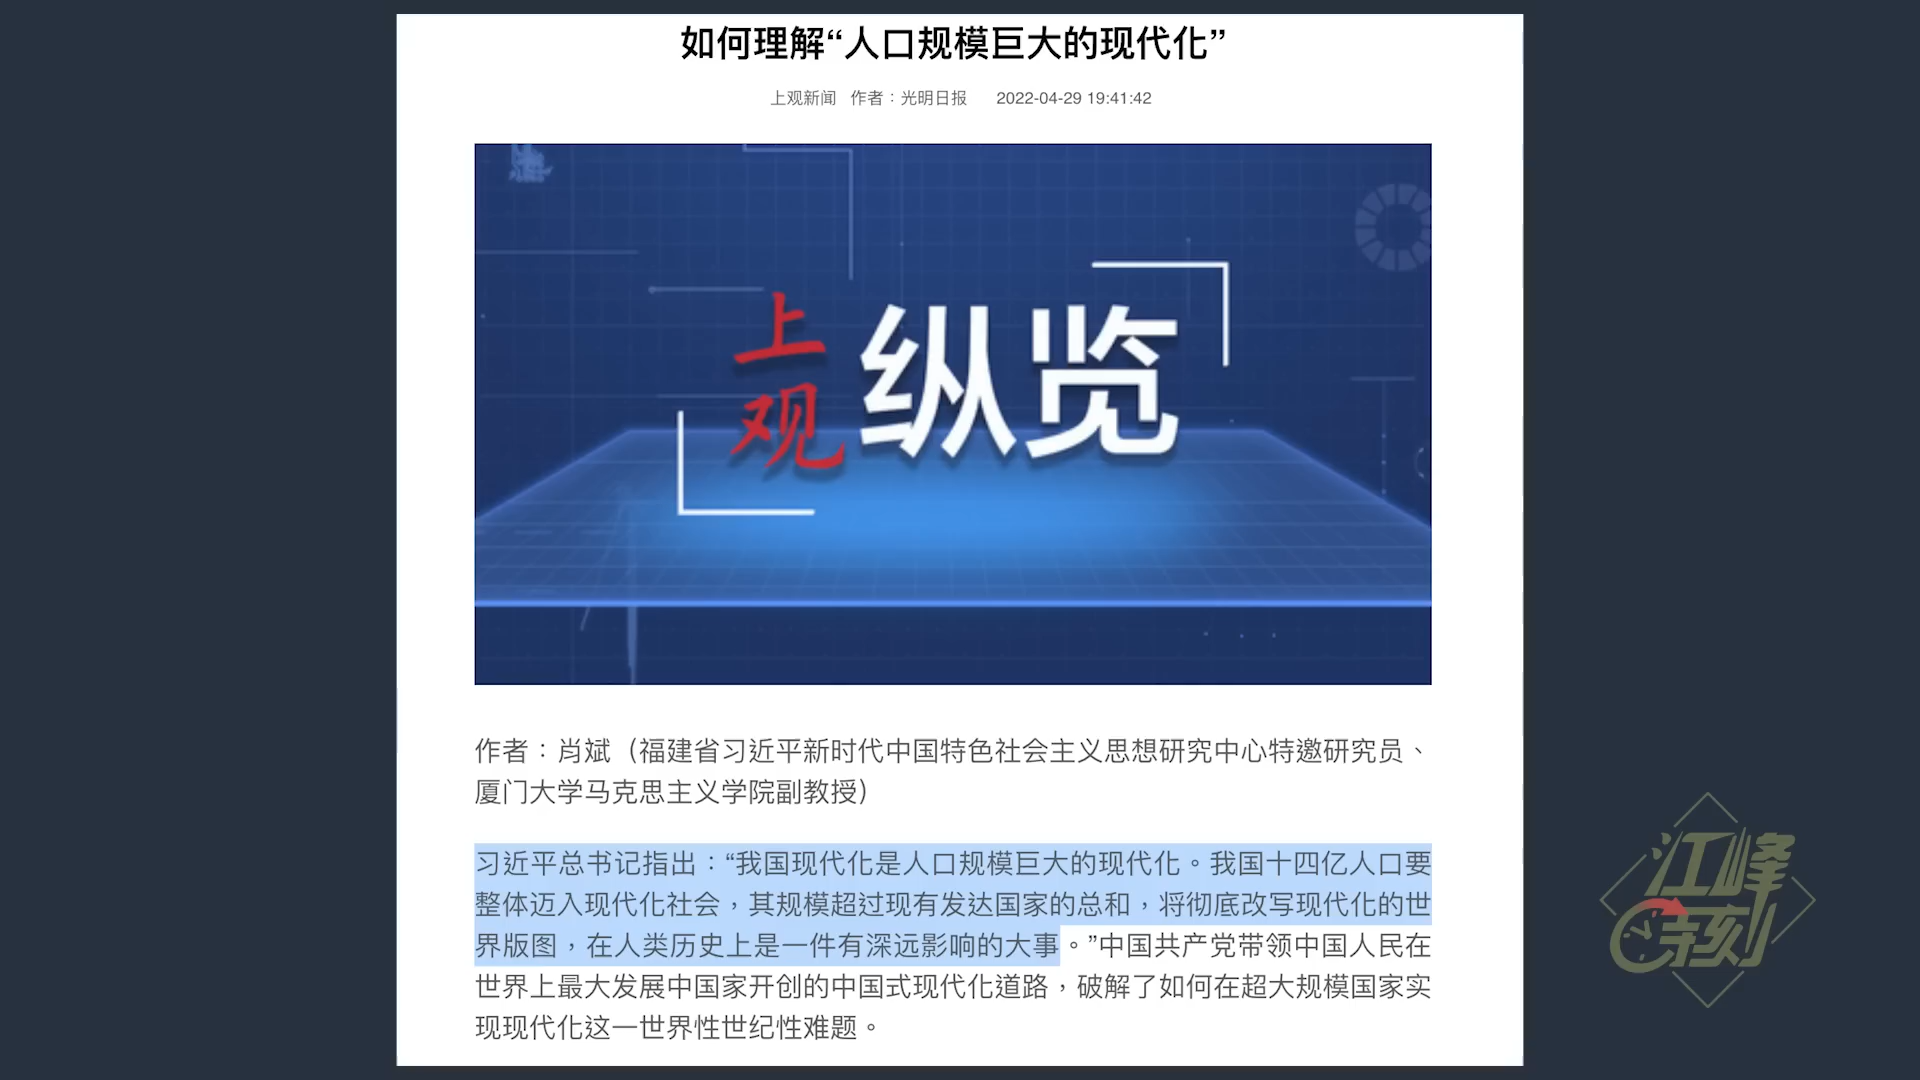 如何理解“人口规模巨大的现代化”
上观新闻 作者：光明日报 2022-04-29 19:41:42
上观
纵览
作者：肖斌（福建省习近平新时代中国特色社会主义思想研究中心特邀研究员、
厦门大学马克思主义学院副教授）
习近平总书记指出：“我国现代化是人口规模巨大的现代化。我国十四亿人口要
整体迈入现代化社会，其规模超过现有发达国家的总和，将彻底改写现代化的世
界版图，在人类历史上是一件有深远影响的大事。”中国共产党带领中国人民在
世界上最大发展中国家开创的中国式现代化道路，破解了如何在超大规模国家实
现现代化这一世界性世纪性难题。
江峰
时刻